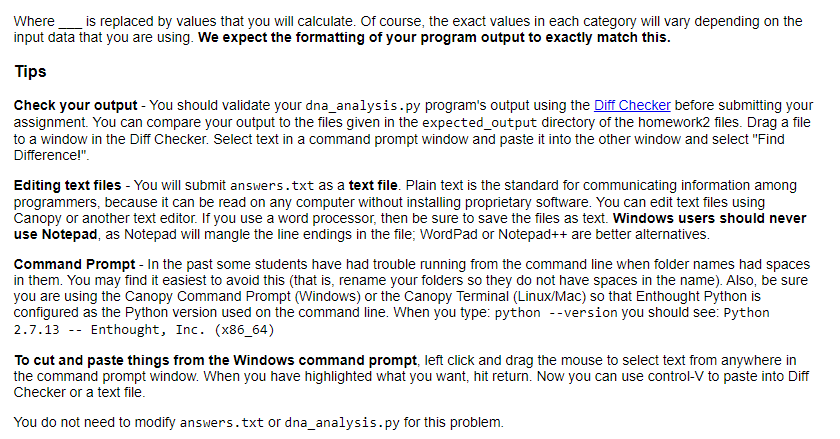 Where ___ is replaced by values that you will calculate. Of course, the exact values in each category will vary depending on the
input data that you are using. We expect the formatting of your program output to exactly match this.
Tips
Check your output - You should validate your dna_analysis.py program's output using the Diff Checker before submitting your
assignment. You can compare your output to the files given in the expected_output directory of the homework2 files. Drag a file
to a window in the Diff Checker. Select text in a command prompt window and paste it into the other window and select "Find
Difference!".
Editing text files - You will submit answers.txt as a text file. Plain text is the standard for communicating information among
programmers, because it can be read on any computer without installing proprietary software. You can edit text files using
Canopy or another text editor. If you use a word processor, then be sure to save the files as text. Windows users should never
use Notepad, as Notepad will mangle the line endings in the file; WordPad or Notepad++ are better alternatives.
Command Prompt - In the past some students have had trouble running from the command line when folder names had spaces
in them. You may find it easiest to avoid this (that is, rename your folders so they do not have spaces in the name). Also, be sure
you are using the Canopy Command Prompt (Windows) or the Canopy Terminal (Linux/Mac) so that Enthought Python is
configured as the Python version used on the command line. When you type: python --version you should see: Python
2.7.13 -- Enthought, Inc. (x86_64)
To cut and paste things from the Windows command prompt, left click and drag the mouse to select text from anywhere in
the command prompt window. When you have highlighted what you want, hit return. Now you can use control-V to paste into Diff
Checker or a text file.
You do not need to modify answers.txt or dna_analysis.py for this problem.